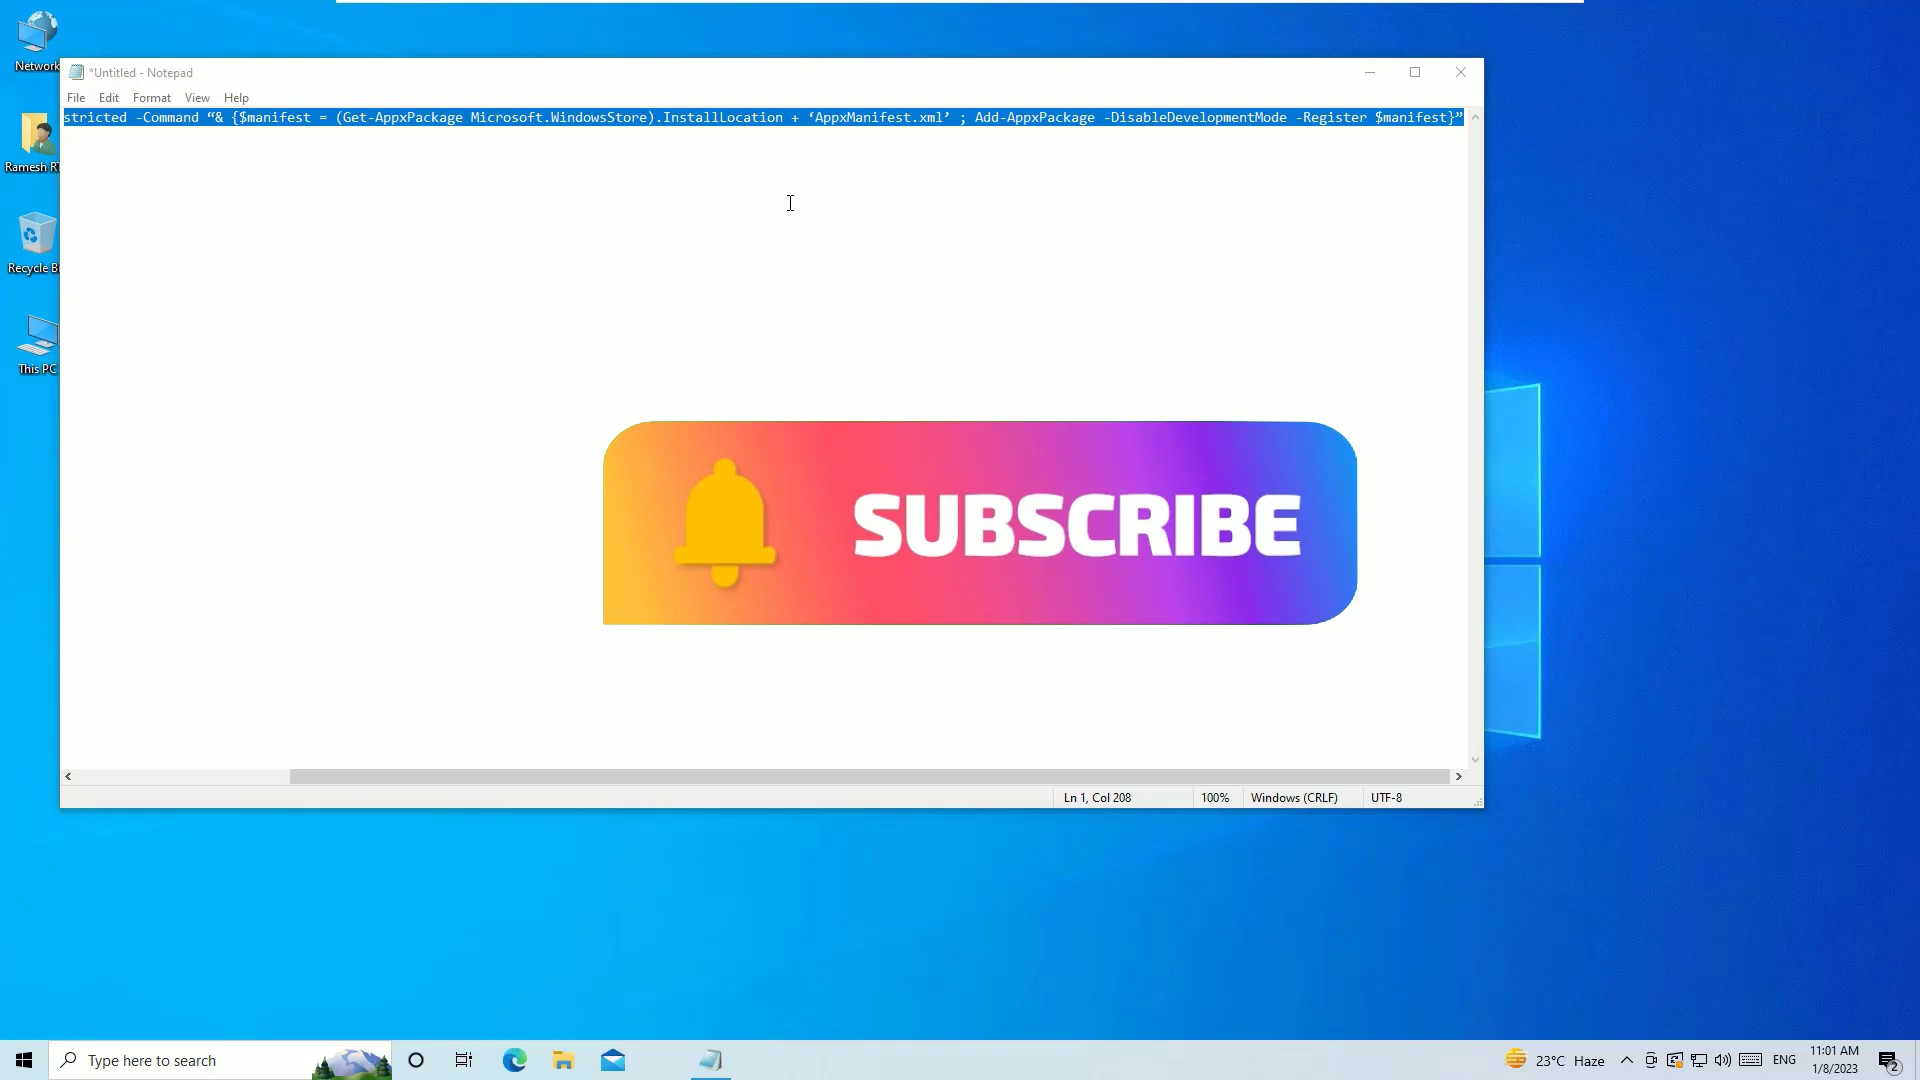 Network
*Untitled - Notepad
File Edit Format View Help
stricted -Command “& {$manifest = (Get-AppxPackage Microsoft.WindowsStore).InstallLocation + ‘AppxManifest.xml’ ; Add-AppxPackage -DisableDevelopmentMode -Register $manifest}”
Ramesh R
Recycle Bi
This PC
SUBSCRIBE
Ln 1, Col 208 100% Windows (CRLF) UTF-8
Type here to search
23°C Haze
ENG
11:01 AM
1/8/2023
2